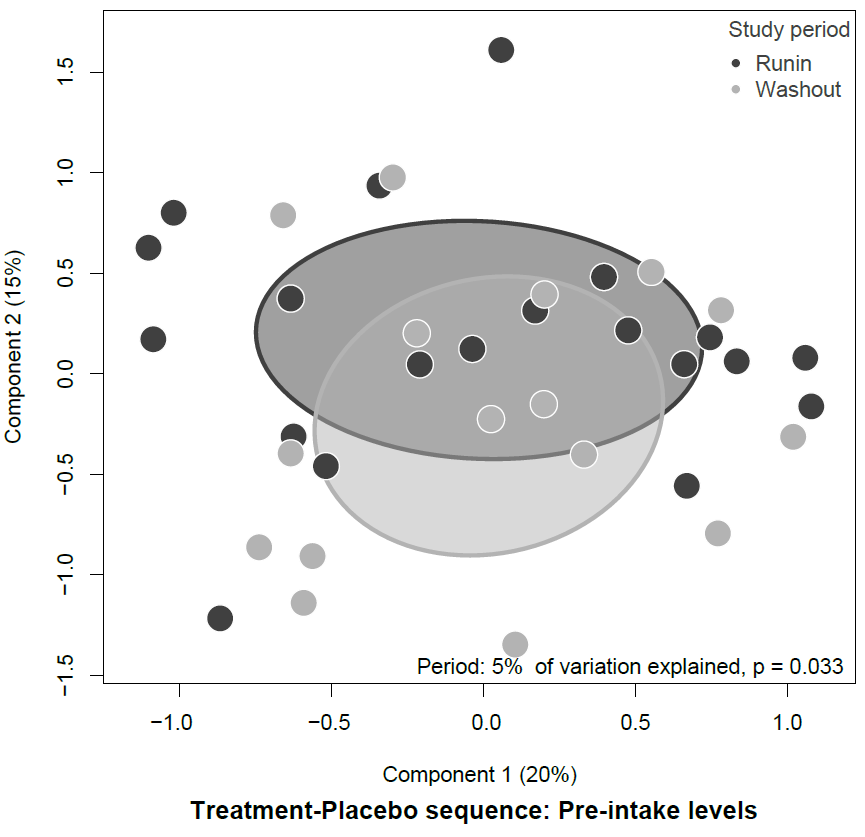 Study period
Runin
Washout
Component 2 (15%)
1.5
1.0
0.5
0.0
−0.5
−1.0
−1.5
Period: 5%  of variation explained, p = 0.033
−1.0 −0.5 0.0 0.5 1.0
Component 1 (20%)
Treatment-Placebo sequence: Pre-intake levels